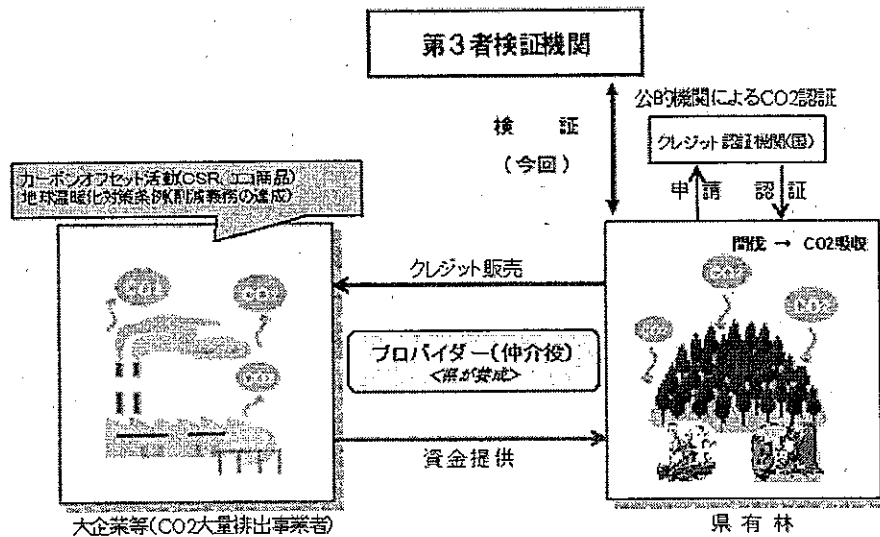 第3者検証機関
検証
(今回)
公的機関によるCO2認証
クレジット認証機関(国)
申請 認証
カーボンオフセット活動(CSR、エコ商品)
地球温暖化対策条例(削減義務の達成)
間伐 → CO2吸収
クレジット販売
プロバイダー(仲介役)
<県が養成>
資金提供
大企業等(CO2大量排出事業者)
県有林